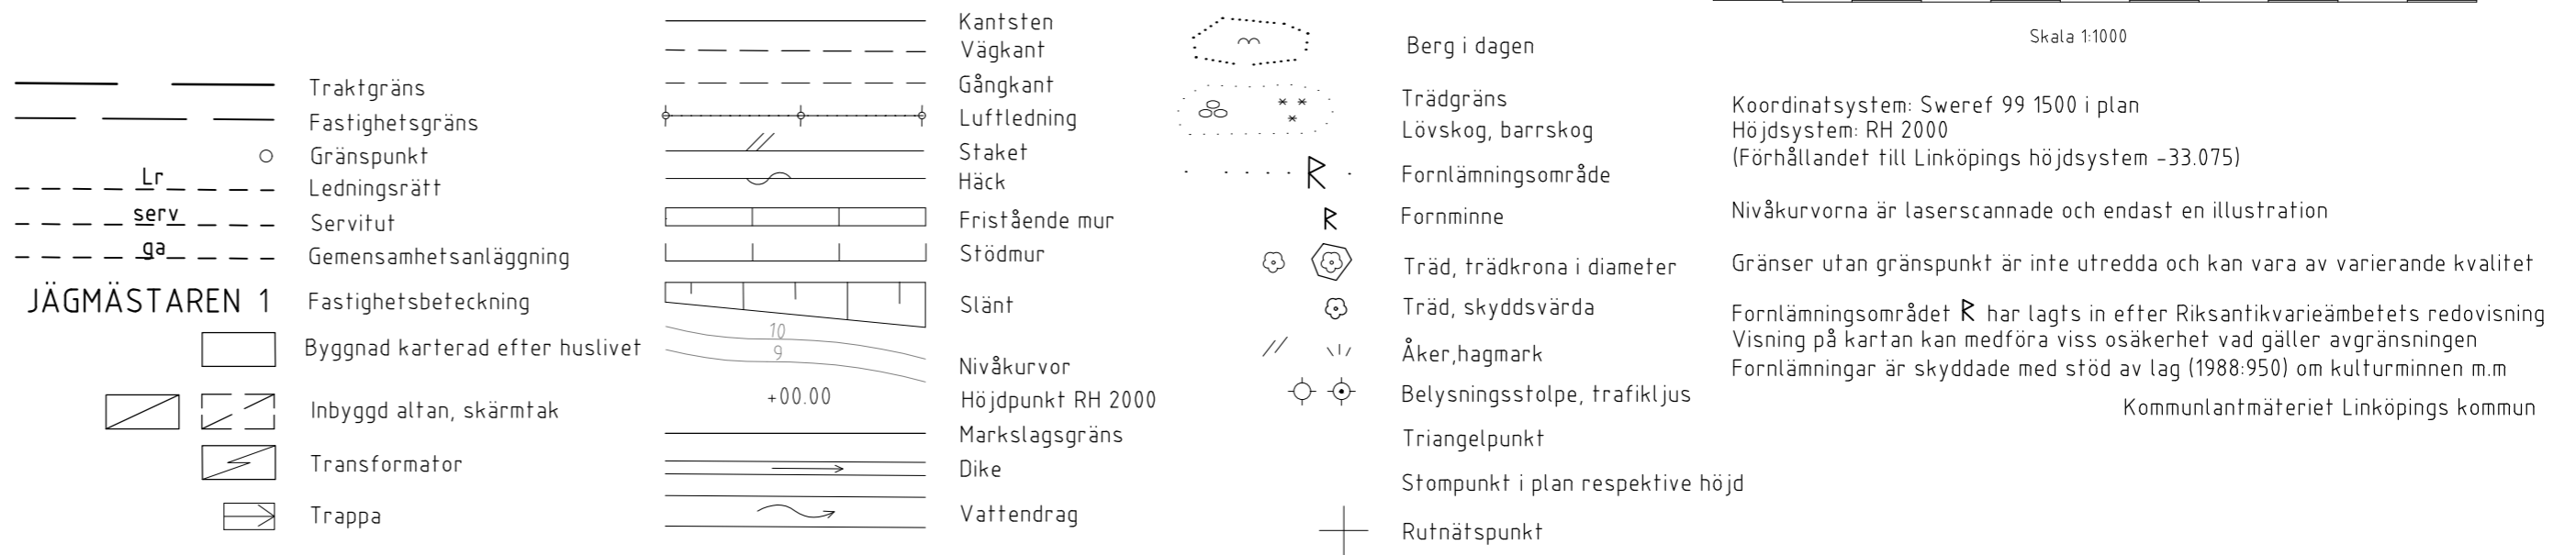 Traktgräns
Fastighetsgräns
Gränspunkt
Lr
Ledningsrätt
serv
Servitut
ga
Gemensamhetsanläggning
JÄGMÄSTAREN 1
Fastighetsbeteckning
Byggnad karterad efter huslivet
Inbyggd altan, skärmtak
Transformator
Trappa
Kantsten
Vägkant
Gångkant
Luftledning
Staket
Häck
Fristående mur
Stödmur
Slänt
10
9
Nivåkurvor
+00.00
Höjdpunkt RH 2000
Markslagsgräns
Dike
Vattendrag
Berg i dagen
Trädgräns
Lövskog, barrskog
R
Fornlämningsområde
R
Fornminne
Träd, trädkrona i diameter
Träd, skyddsvärda
Åker,hagmark
Belysningsstolpe, trafikljus
Triangelpunkt
Stompunkt i plan respektive höjd
Rutnätspunkt
Skala 1:1000
Koordinatsystem: Sweref 99 1500 i plan
Höjdsystem: RH 2000
(Förhållandet till Linköpings höjdsystem -33.075)
Nivåkurvorna är laserscannade och endast en illustration
Gränser utan gränspunkt är inte utredda och kan vara av varierande kvalitet
Fornlämningsområdet R har lagts in efter Riksantikvarieämbetets redovisning
Visning på kartan kan medföra viss osäkerhet vad gäller avgränsningen
Fornlämningar är skyddade med stöd av lag (1988:950) om kulturminnen m.m
Kommunlantmäteriet Linköpings kommun